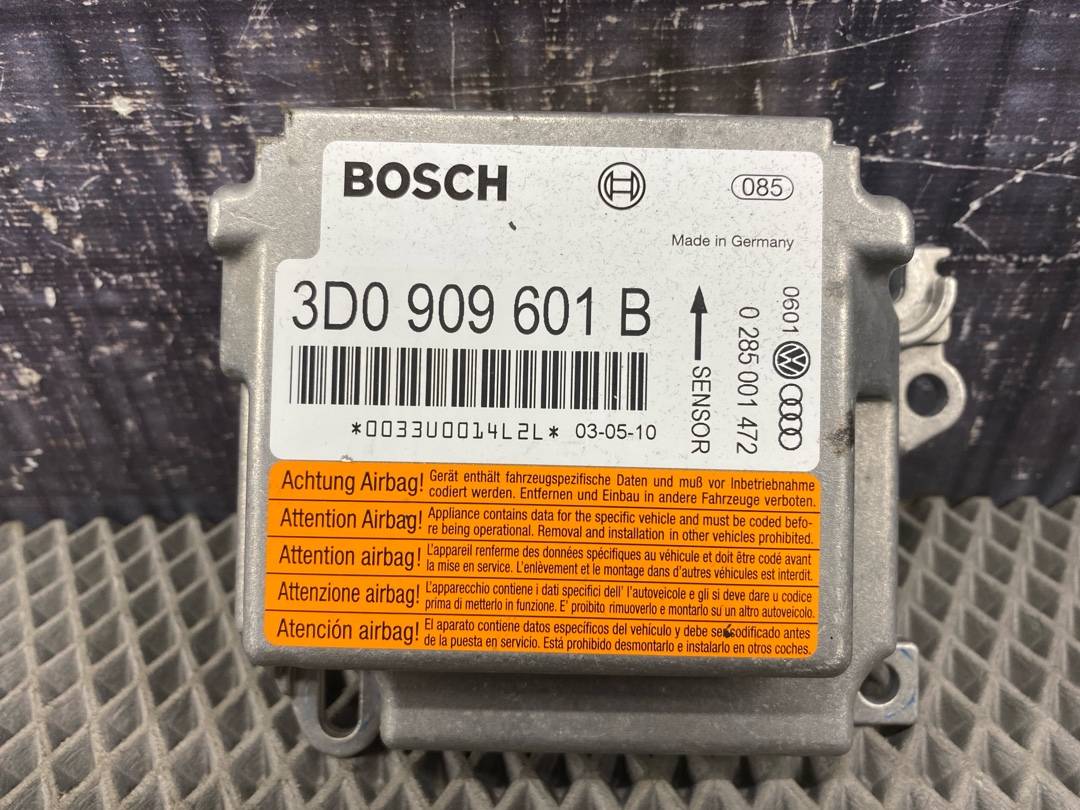 BOSCH
085
Made in Germany
3D0 909 601 B
*0033U0014L2L* 03-05-10
SENSOR
0 285 001 472
0601
Achtung Airbag! Gerät enthält fahrzeugspezifische Daten und muß vor Inbetriebnahme
codiert werden. Entfernen und Einbau in andere Fahrzeuge verboten.
Attention Airbag! Appliance contains data for the specific vehicle and must be coded befo-
re being operational. Removal and installation in other vehicles prohibited.
Attention airbag! L'appareil renferme des données spécifiques au véhicule et doit être codé avant
la mise en service. L'enlèvement et le montage dans d'autres véhicules est interdit.
Attenzione airbag! L'apparecchio contiene i dati specifici dell' l'autoveicole e gli si deve dare u codice
prima di metterlo in funzione. E' proibito rimuoverlo e montarlo su un altro autoveicolo.
Atención airbag! El aparato contiene datos específicos del vehículo y debe ser codificado antes
de la puesta en servicio. Está prohibido desmontarlo e instalarlo en otros coches.